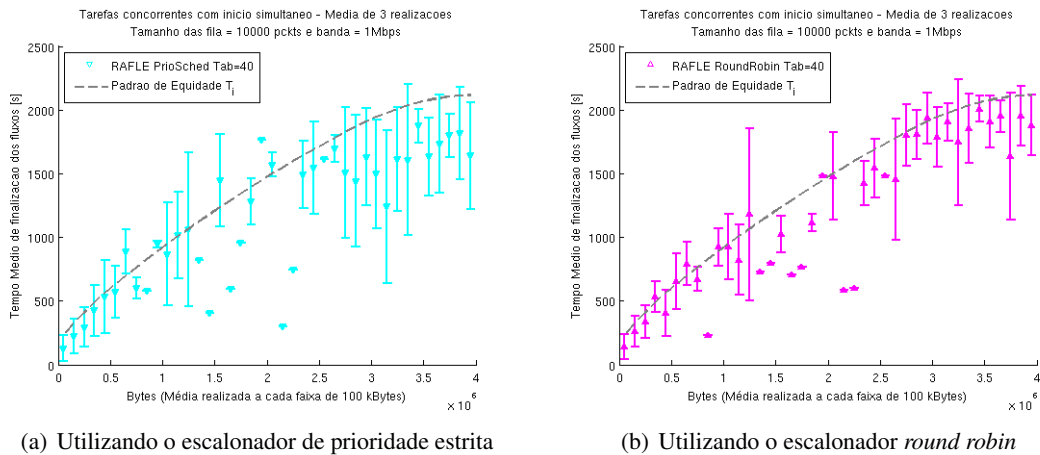 Tarefas concorrentes com inicio simultaneo - Media de 3 realizacoes
Tamanho das fila = 10000 pckts e banda = 1Mbps
2500
2000
1500
1000
500
0
Tempo Medio de finalizacao dos fluxos [s]
RAFLE PrioSched Tab=40
Padrao de Equidade T_i
0
0.5
1
1.5
2
2.5
3
3.5
4
× 10^6
Bytes (Média realizada a cada faixa de 100 kBytes)
(a) Utilizando o escalonador de prioridade estrita
Tarefas concorrentes com inicio simultaneo - Media de 3 realizacoes
Tamanho das fila = 10000 pckts e banda = 1Mbps
2500
2000
1500
1000
500
0
Tempo Medio de finalizacao dos fluxos [s]
RAFLE RoundRobin Tab=40
Padrao de Equidade T_i
0
0.5
1
1.5
2
2.5
3
3.5
4
× 10^6
Bytes (Média realizada a cada faixa de 100 kBytes)
(b) Utilizando o escalonador round robin